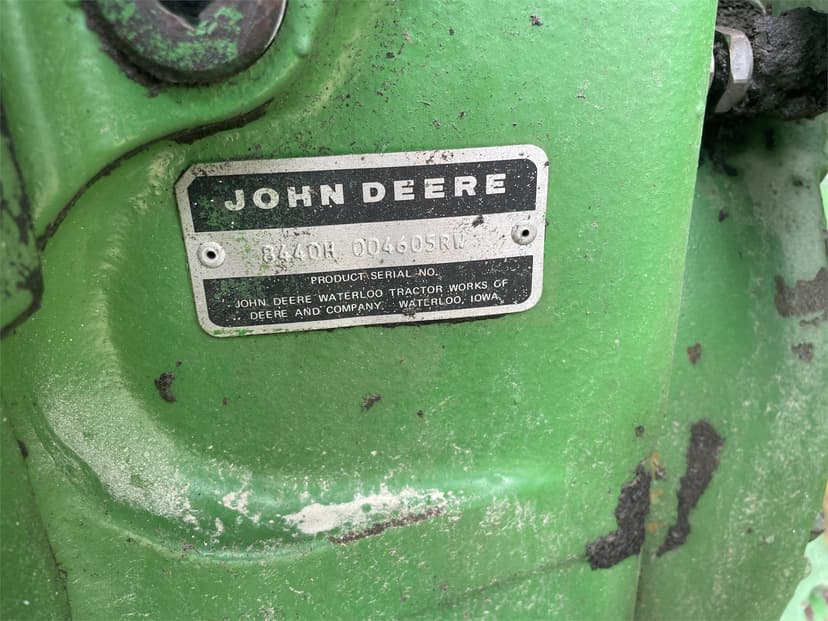 JOHN DEERE
8440H 004605RW
PRODUCT SERIAL NO.
JOHN DEERE WATERLOO TRACTOR WORKS OF
DEERE AND COMPANY, WATERLOO, IOWA